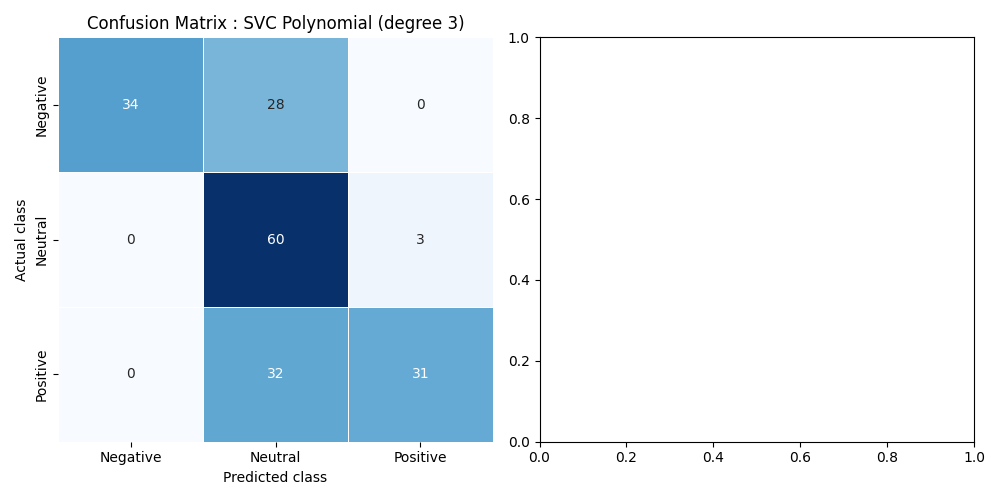 Confusion Matrix : SVC Polynomial (degree 3)
Actual class
Negative
34 28 0
Neutral
0 60 3
Positive
0 32 31
Negative Neutral Positive
Predicted class
1.0
0.8
0.6
0.4
0.2
0.0
0.0 0.2 0.4 0.6 0.8 1.0